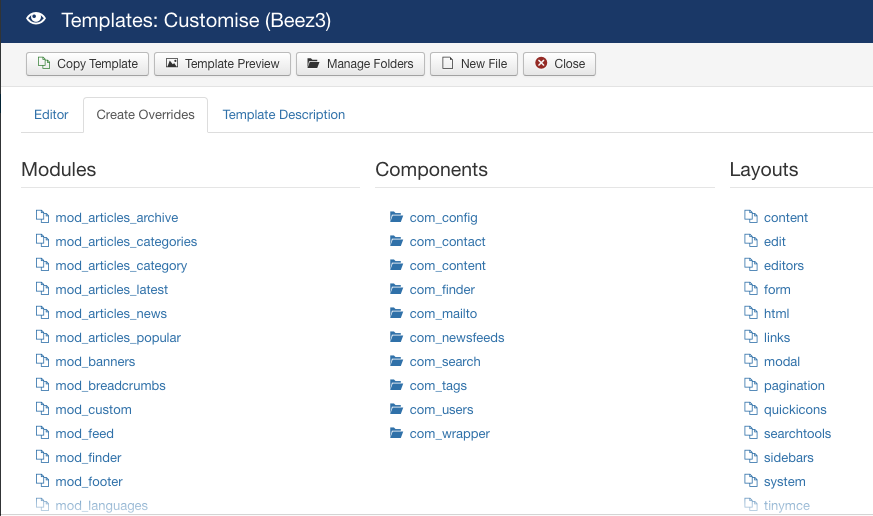 Templates: Customise (Beez3)
Copy Template
Template Preview
Manage Folders
New File
Close
Editor
Create Overrides
Template Description
Modules
mod_articles_archive
mod_articles_categories
mod_articles_category
mod_articles_latest
mod_articles_news
mod_articles_popular
mod_banners
mod_breadcrumbs
mod_custom
mod_feed
mod_finder
mod_footer
mod_languages
Components
com_config
com_contact
com_content
com_finder
com_mailto
com_newsfeeds
com_search
com_tags
com_users
com_wrapper
Layouts
content
edit
editors
form
html
links
modal
pagination
quickicons
searchtools
sidebars
system
tinymce